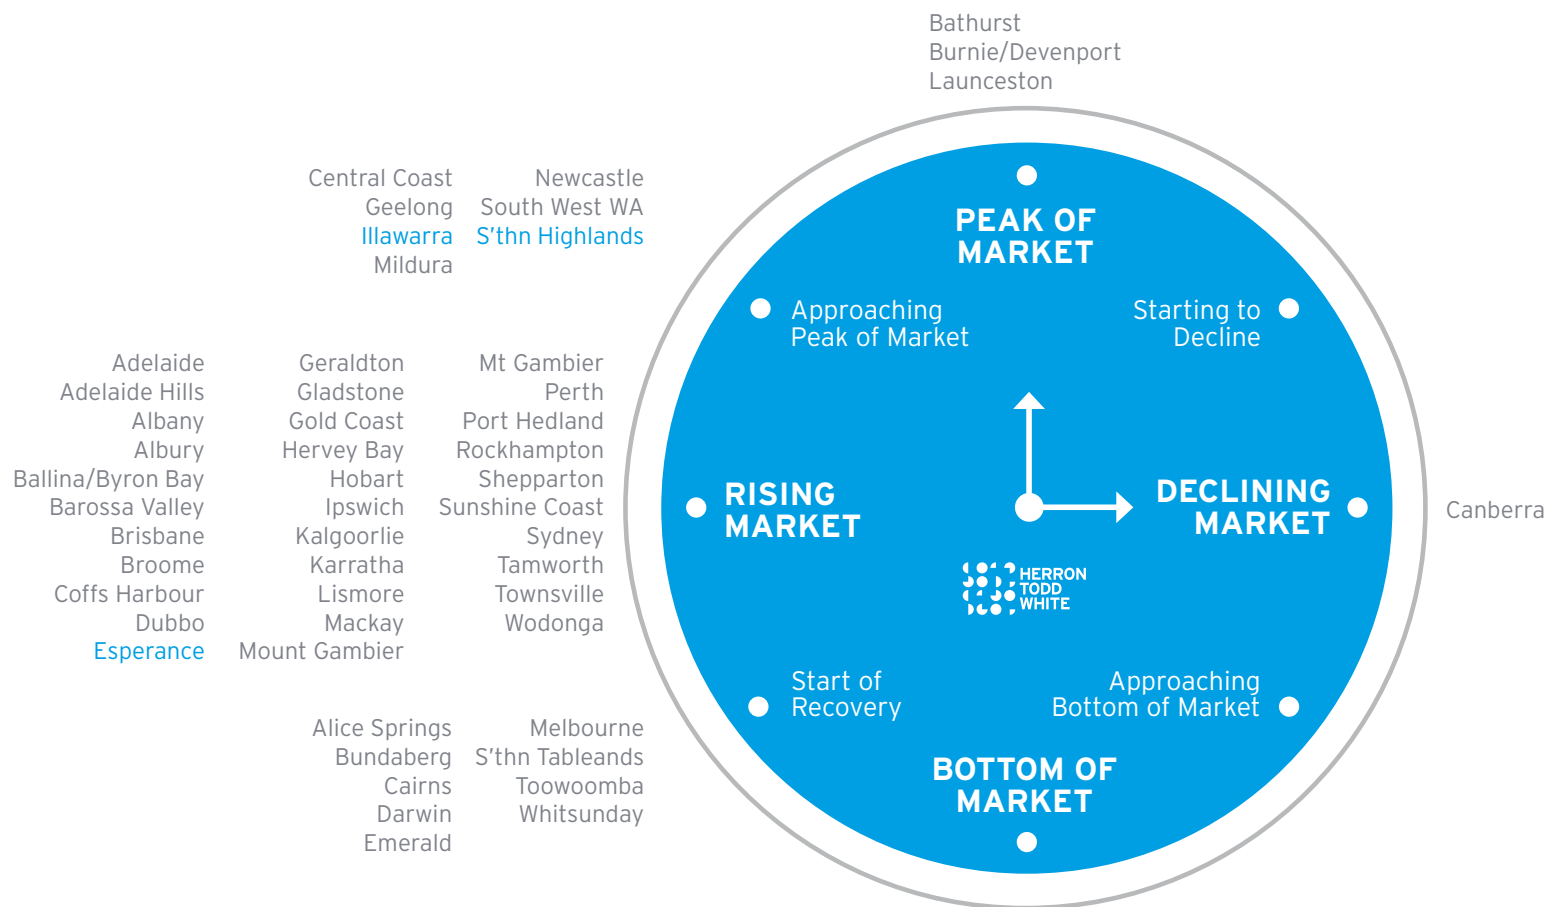 Bathurst
Burnie/Devenport
Launceston
Central Coast
Geelong
Illawarra
Mildura
Newcastle
South West WA
S'thn Highlands
PEAK OF
MARKET
Approaching
Peak of Market
Starting to
Decline
Adelaide
Adelaide Hills
Albany
Albury
Ballina/Byron Bay
Barossa Valley
Brisbane
Broome
Coffs Harbour
Dubbo
Esperance
Geraldton
Gladstone
Gold Coast
Hervey Bay
Hobart
Ipswich
Kalgoorlie
Karratha
Lismore
Mackay
Mount Gambier
Mt Gambier
Perth
Port Hedland
Rockhampton
Shepparton
Sunshine Coast
Sydney
Tamworth
Townsville
Wodonga
RISING
MARKET
DECLINING
MARKET
Canberra
HERRON
TODD
WHITE
Alice Springs
Bundaberg
Cairns
Darwin
Emerald
Melbourne
S'thn Tableands
Toowoomba
Whitsunday
Start of
Recovery
Approaching
Bottom of Market
BOTTOM OF
MARKET